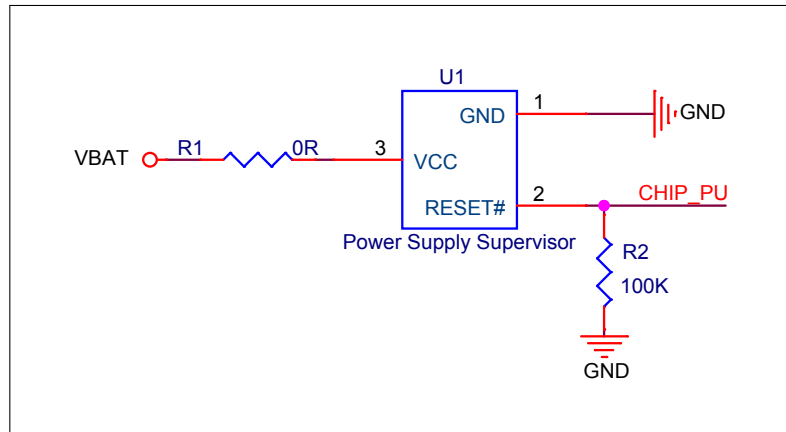 U1
1
GND
GND
VBAT
R1
0R
3
VCC
2
RESET#
CHIP_PU
Power Supply Supervisor
R2
100K
GND